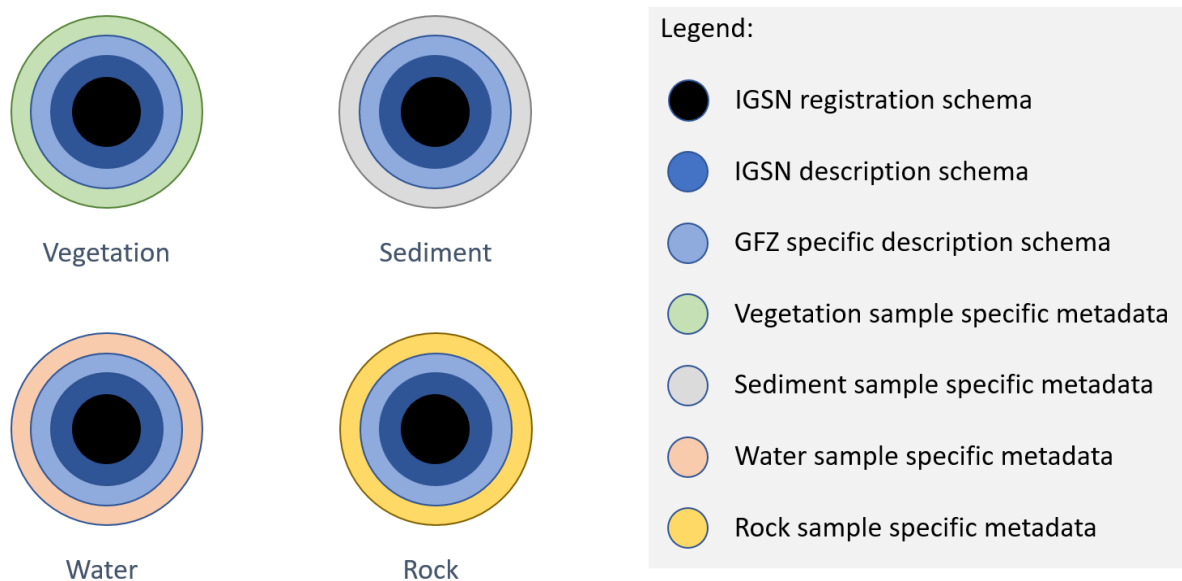 Vegetation
Sediment
Water
Rock
Legend:
IGSN registration schema
IGSN description schema
GFZ specific description schema
Vegetation sample specific metadata
Sediment sample specific metadata
Water sample specific metadata
Rock sample specific metadata